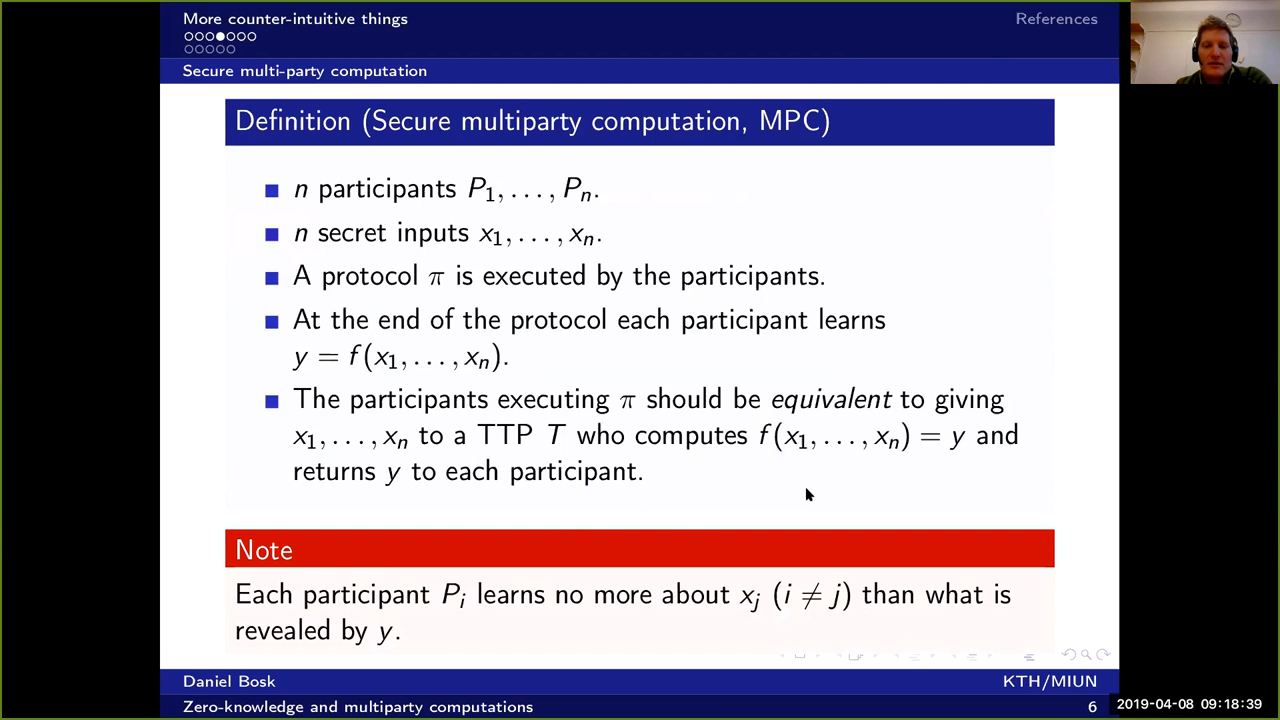 More counter-intuitive things
References
Secure multi-party computation
Definition (Secure multiparty computation, MPC)
n participants P₁, . . . , Pₙ.
n secret inputs x₁, . . . , xₙ.
A protocol π is executed by the participants.
At the end of the protocol each participant learns
y = f(x₁, . . . , xₙ).
The participants executing π should be equivalent to giving
x₁, . . . , xₙ to a TTP T who computes f(x₁, . . . , xₙ) = y and
returns y to each participant.
Note
Each participant Pᵢ learns no more about xⱼ (i ≠ j) than what is
revealed by y.
Daniel Bosk
KTH/MIUN
Zero-knowledge and multiparty computations
6
2019-04-08 09:18:39